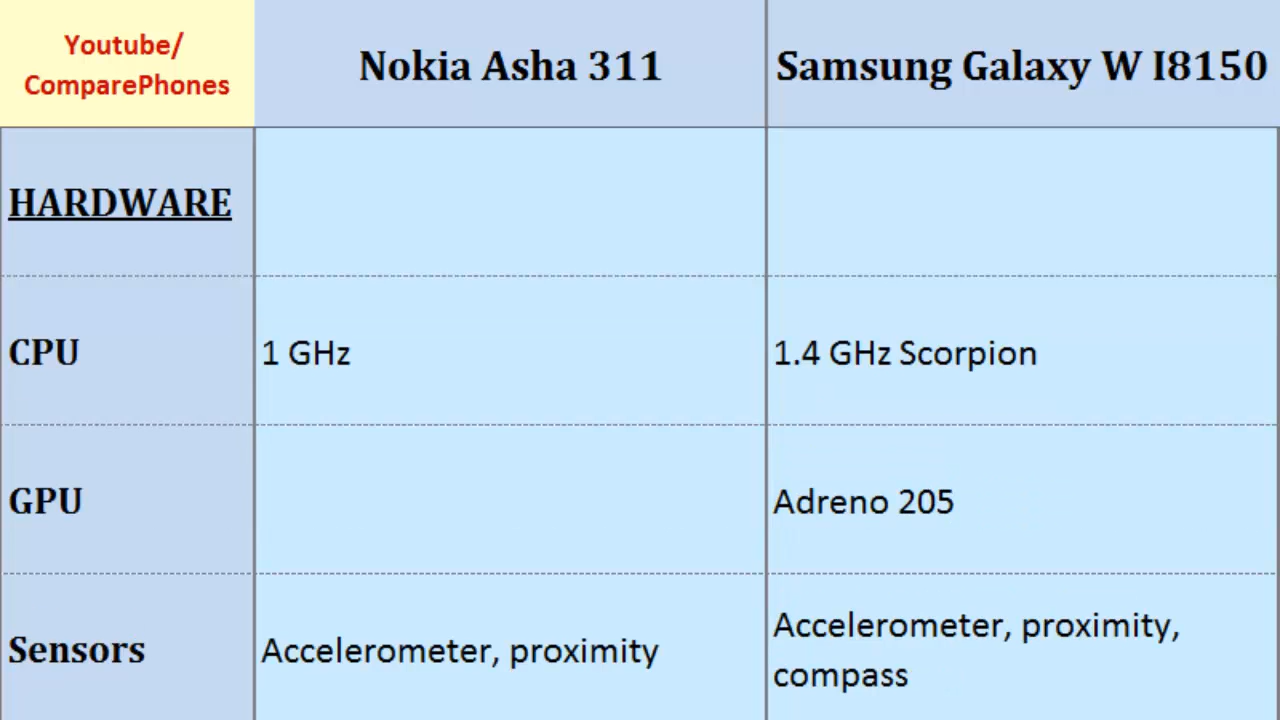 Youtube/
ComparePhones
Nokia Asha 311
Samsung Galaxy W I8150
HARDWARE
CPU
1 GHz
1.4 GHz Scorpion
GPU
Adreno 205
Sensors
Accelerometer, proximity
Accelerometer, proximity,
compass